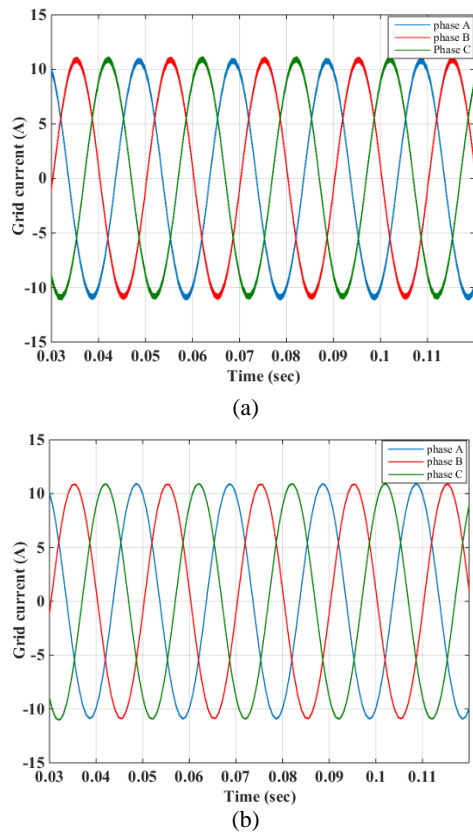 15
10
5
0
-5
-10
-15
Grid current (A)
phase A
phase B
Phase C
0.03 0.04 0.05 0.06 0.07 0.08 0.09 0.1 0.11
Time (sec)
(a)
15
10
5
0
-5
-10
-15
Grid current (A)
phase A
phase B
phase C
0.03 0.04 0.05 0.06 0.07 0.08 0.09 0.1 0.11
Time (sec)
(b)